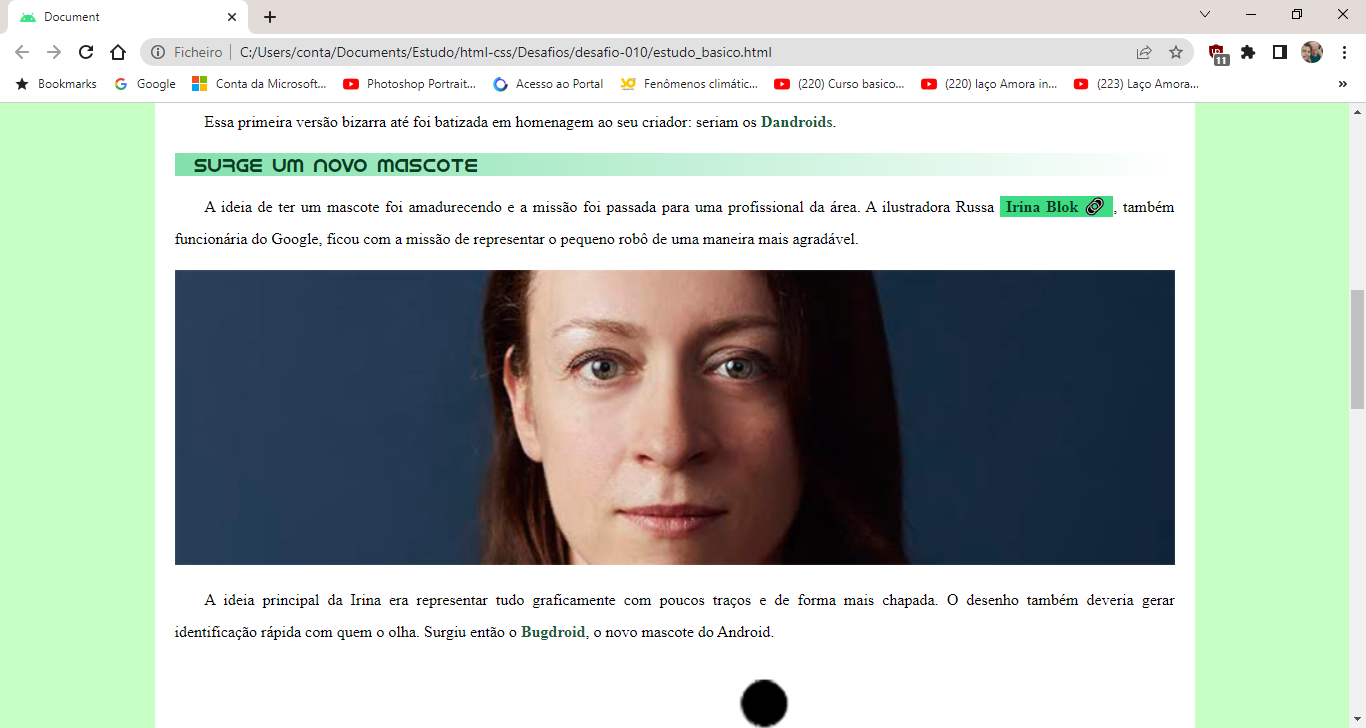 Document
Ficheiro
C:/Users/conta/Documents/Estudo/html-css/Desafios/desafio-010/estudo_basico.html
11
Bookmarks
Google
Conta da Microsoft...
Photoshop Portrait...
Acesso ao Portal
Fenômenos climátic...
(220) Curso basico...
(220) laço Amora in...
(223) Laço Amora...
»
Essa primeira versão bizarra até foi batizada em homenagem ao seu criador: seriam os Dandroids.
SURGE UM NOVO MASCOTE
A ideia de ter um mascote foi amadurecendo e a missão foi passada para uma profissional da área. A ilustradora Russa Irina Blok , também
funcionária do Google, ficou com a missão de representar o pequeno robô de uma maneira mais agradável.
A ideia principal da Irina era representar tudo graficamente com poucos traços e de forma mais chapada. O desenho também deveria gerar
identificação rápida com quem o olha. Surgiu então o Bugdroid, o novo mascote do Android.